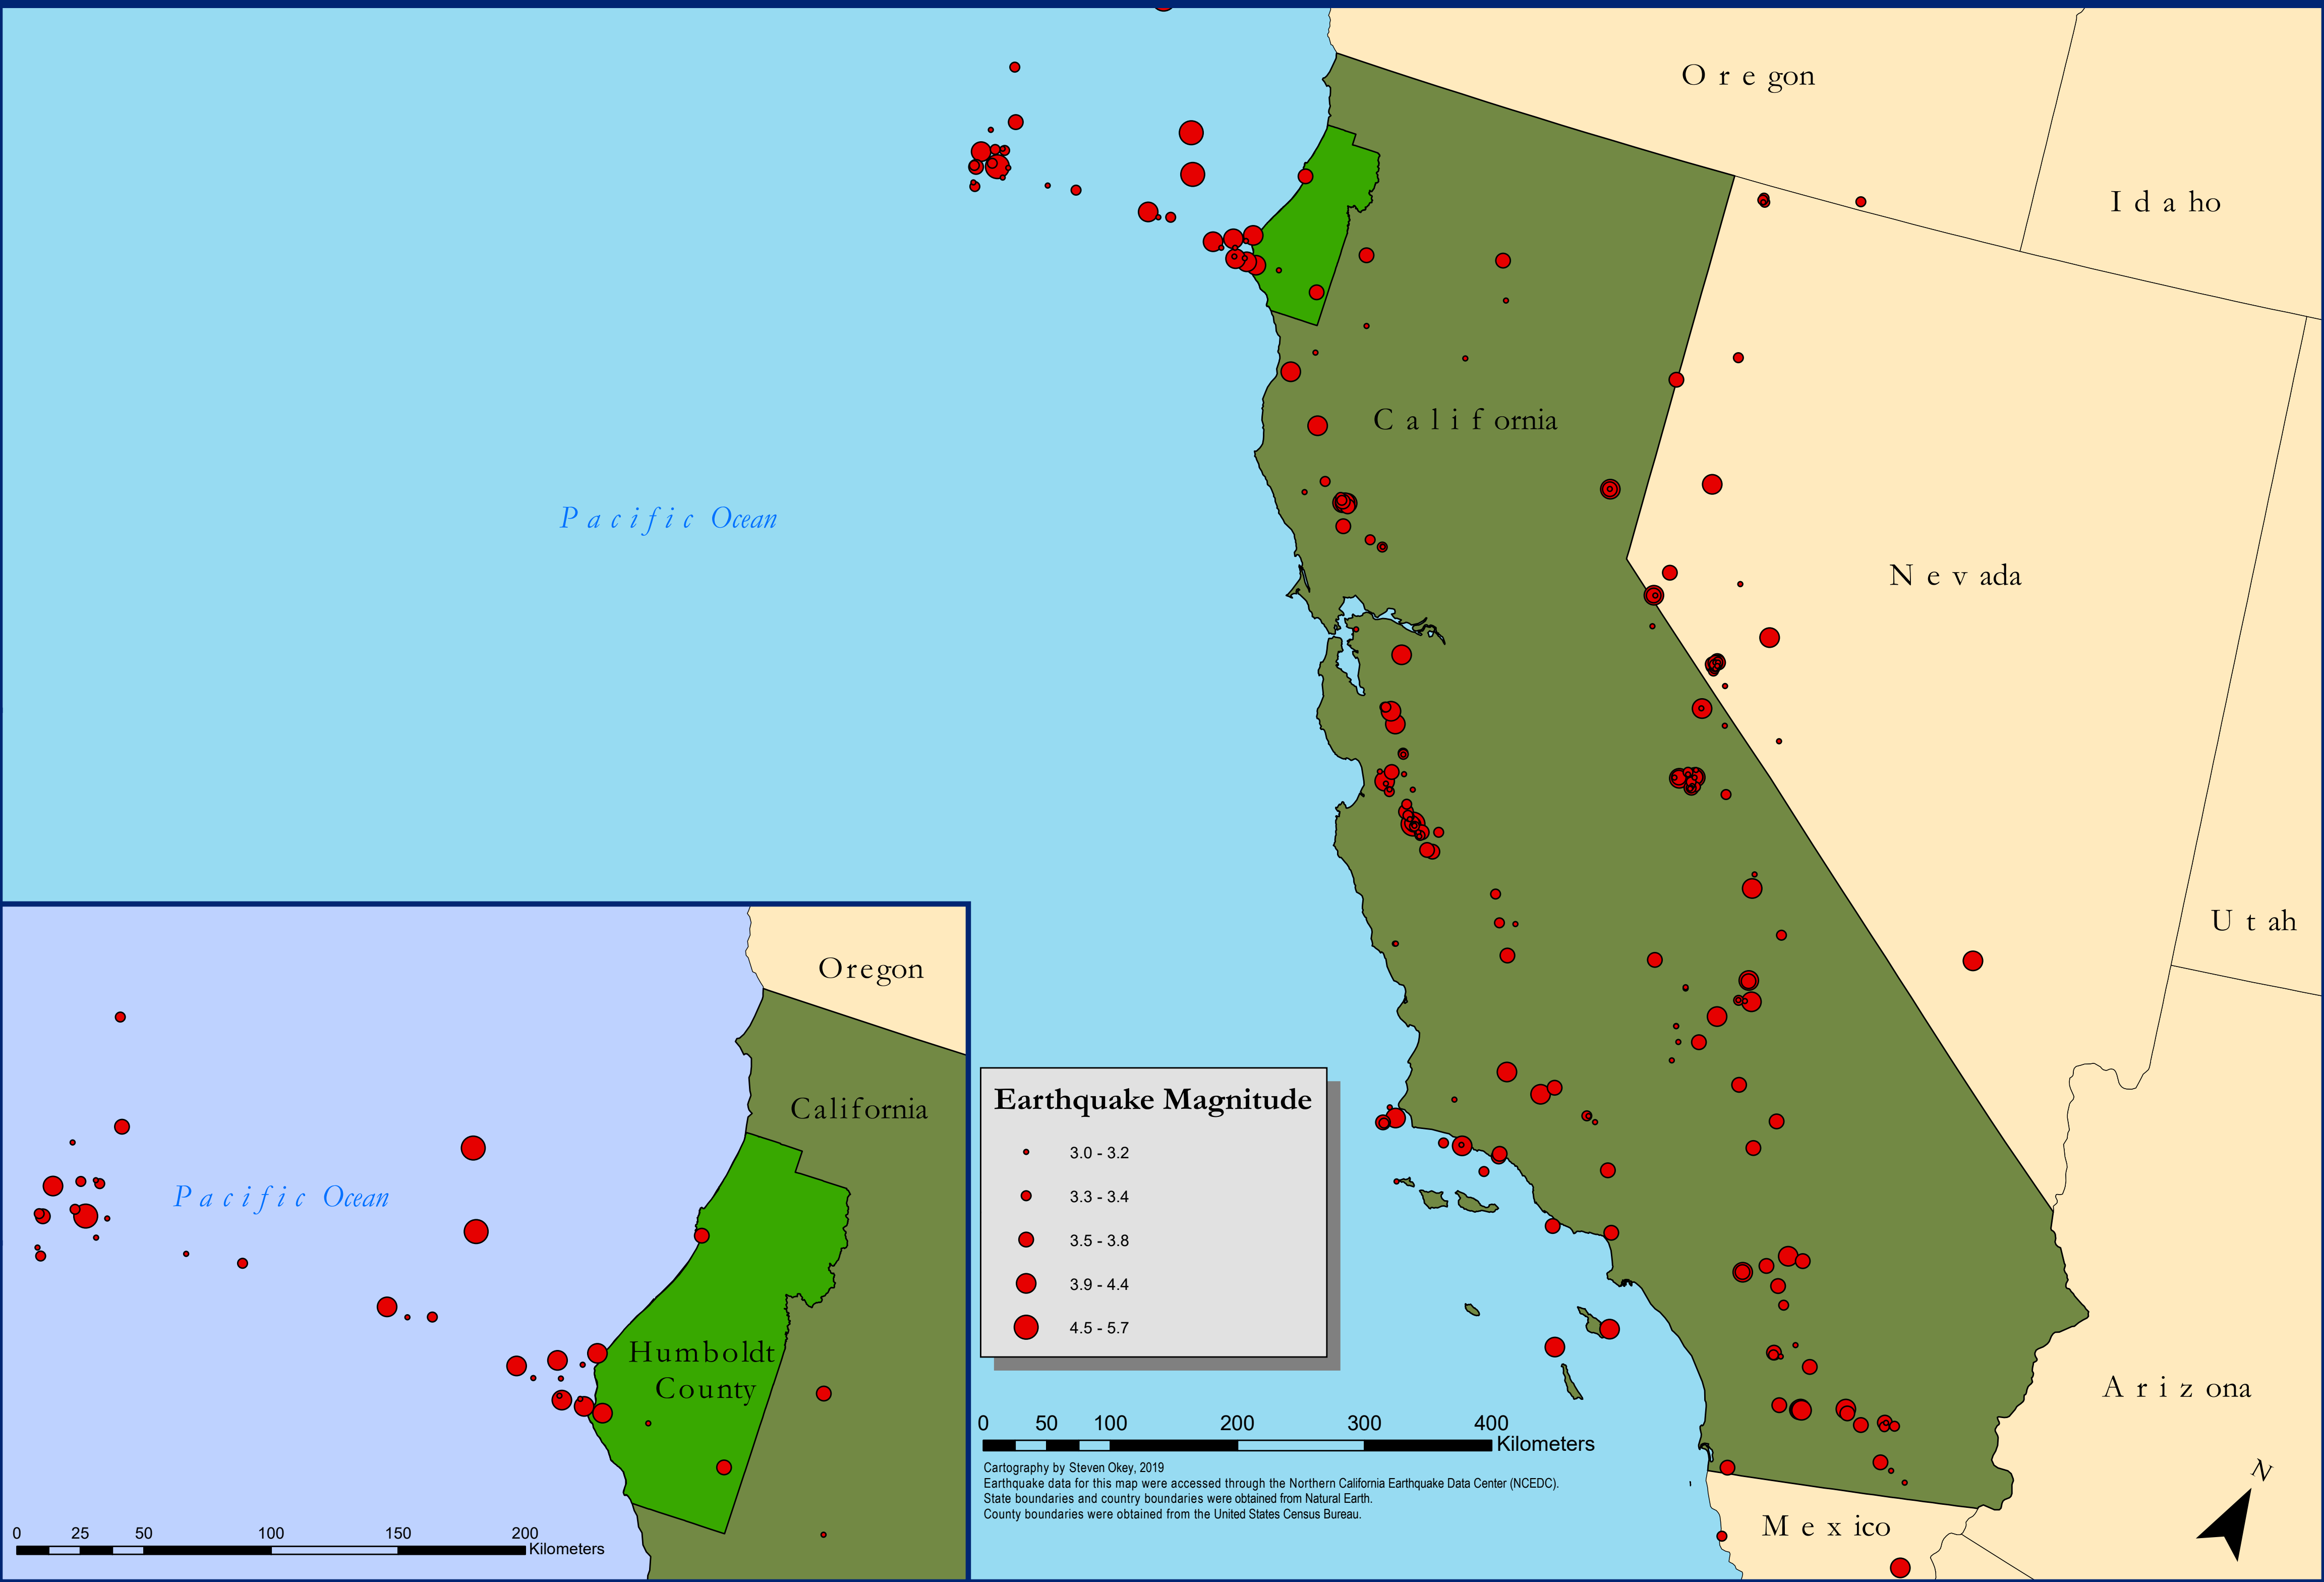 Oregon
Idaho
California
Pacific Ocean
Nevada
Utah
Oregon
California
Pacific Ocean
Humboldt
County
0 25 50 100 150 200
Kilometers
Earthquake Magnitude
3.0 - 3.2
3.3 - 3.4
3.5 - 3.8
3.9 - 4.4
4.5 - 5.7
Arizona
0 50 100 200 300 400
Kilometers
Cartography by Steven Okey, 2019
Earthquake data for this map were accessed through the Northern California Earthquake Data Center (NCEDC).
State boundaries and country boundaries were obtained from Natural Earth.
County boundaries were obtained from the United States Census Bureau.
Mexico
N